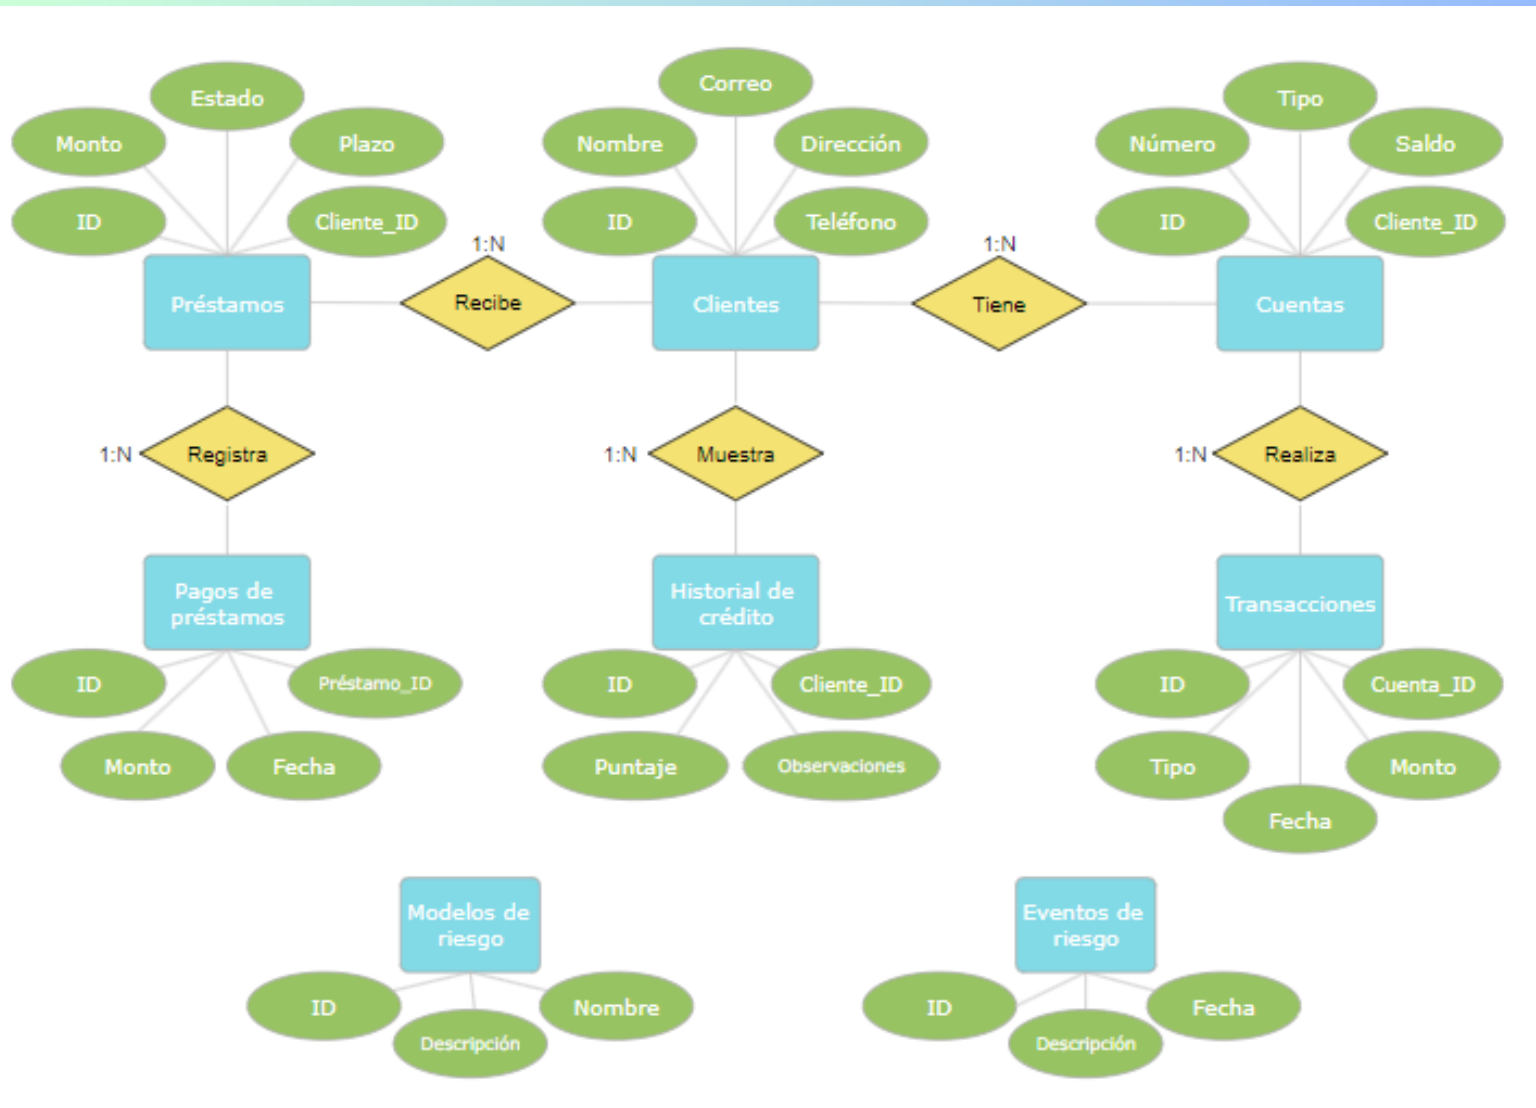 Estado
Monto
Plazo
ID
Cliente_ID
Préstamos
1:N
Recibe
Correo
Nombre
Dirección
ID
Teléfono
Clientes
1:N
Tiene
Tipo
Número
Saldo
ID
Cliente_ID
Cuentas
1:N
Registra
1:N
Muestra
1:N
Realiza
Pagos de
préstamos
ID
Préstamo_ID
Monto
Fecha
Historial de
crédito
ID
Cliente_ID
Puntaje
Observaciones
Transacciones
ID
Cuenta_ID
Tipo
Monto
Fecha
Modelos de
riesgo
ID
Nombre
Descripción
Eventos de
riesgo
ID
Fecha
Descripción